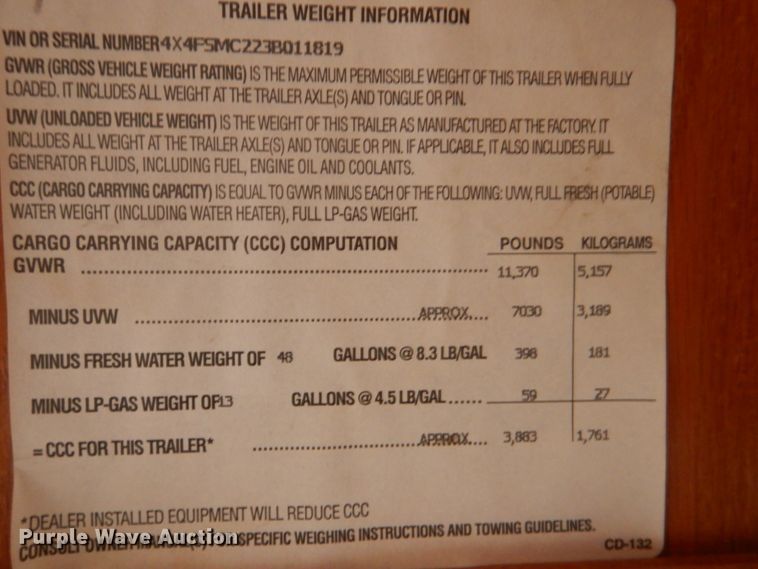 TRAILER WEIGHT INFORMATION
VIN OR SERIAL NUMBER 4X4FSMC223B011819
GVWR (GROSS VEHICLE WEIGHT RATING) IS THE MAXIMUM PERMISSIBLE WEIGHT OF THIS TRAILER WHEN FULLY
LOADED. IT INCLUDES ALL WEIGHT AT THE TRAILER AXLE(S) AND TONGUE OR PIN.
UVW (UNLOADED VEHICLE WEIGHT) IS THE WEIGHT OF THIS TRAILER AS MANUFACTURED AT THE FACTORY. IT
INCLUDES ALL WEIGHT AT THE TRAILER AXLE(S) AND TONGUE OR PIN. IF APPLICABLE, IT ALSO INCLUDES FULL
GENERATOR FLUIDS, INCLUDING FUEL, ENGINE OIL AND COOLANTS.
CCC (CARGO CARRYING CAPACITY) IS EQUAL TO GVWR MINUS EACH OF THE FOLLOWING: UVW, FULL FRESH (POTABLE)
WATER WEIGHT (INCLUDING WATER HEATER), FULL LP-GAS WEIGHT.
CARGO CARRYING CAPACITY (CCC) COMPUTATION POUNDS KILOGRAMS
GVWR ........ 11,370 5,157
MINUS UVW ........ APPROX.... 7030 3,189
MINUS FRESH WATER WEIGHT OF 48 GALLONS @ 8.3 LB/GAL 398 181
MINUS LP-GAS WEIGHT OF 13 GALLONS @ 4.5 LB/GAL...... 59 27
= CCC FOR THIS TRAILER* ........ APPROX.... 3,883 1,761
*DEALER INSTALLED EQUIPMENT WILL REDUCE CCC
CONSULT OWNER SPECIFIC WEIGHING INSTRUCTIONS AND TOWING GUIDELINES.
CD-132
Purple Wave Auction